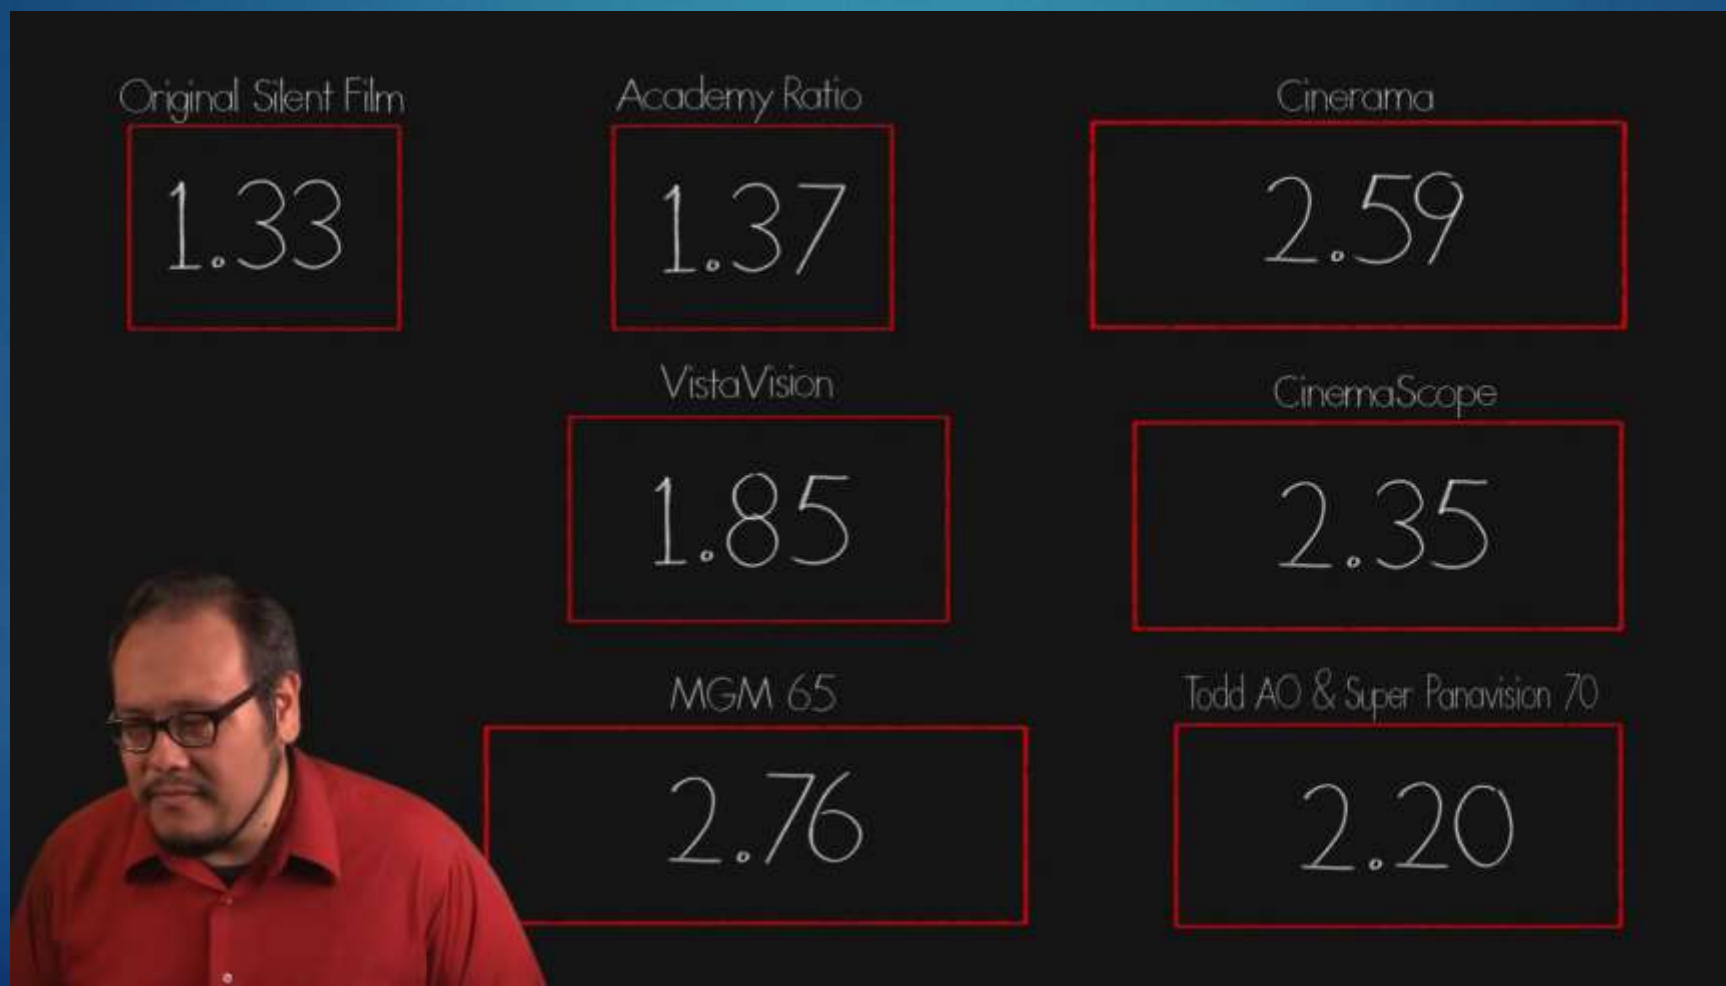 Original Silent Film
1.33
Academy Ratio
1.37
Cinerama
2.59
VistaVision
1.85
CinemaScope
2.35
MGM 65
2.76
Todd AO & Super Panavision 70
2.20